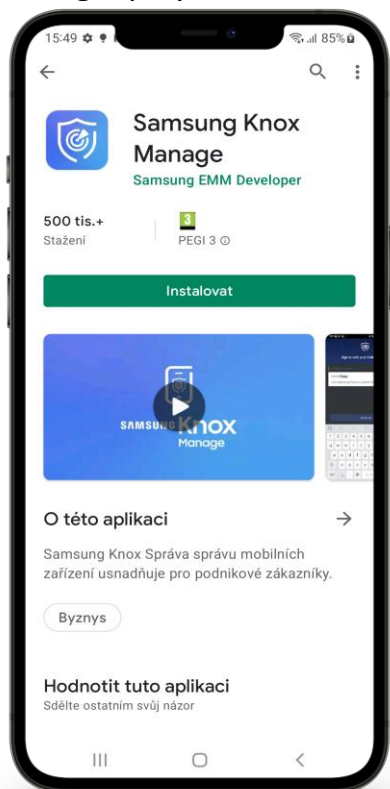 15:49
85%
Samsung Knox
Manage
Samsung EMM Developer
500 tis.+
Stažení
3
PEGI 3
Instalovat
SAMSUNG Knox
Manage
O této aplikaci
Samsung Knox Správa správu mobilních
zařízení usnadňuje pro podnikové zákazníky.
Byznys
Hodnotit tuto aplikaci
Sdělte ostatním svůj názor